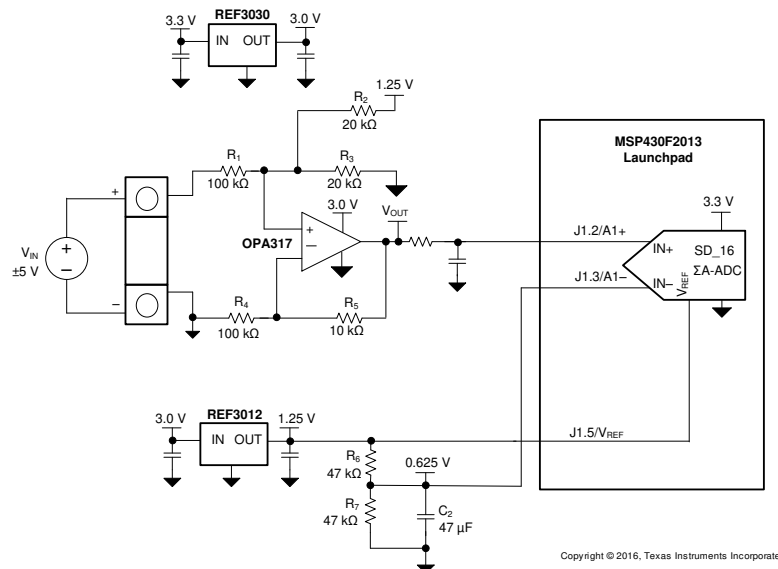 REF3030
3.3 V
3.0 V
IN OUT
1.25 V
R2
20 kΩ
R1
100 kΩ
R3
20 kΩ
MSP430F2013
Launchpad
3.3 V
+
VIN
±5 V
+
−
−
OPA317
3.0 V
+
−
VOUT
J1.2/A1+
IN+
SD_16
ΣA-ADC
J1.3/A1−
IN−
VREF
R4
100 kΩ
R5
10 kΩ
REF3012
3.0 V
1.25 V
IN OUT
J1.5/VREF
R6
47 kΩ
0.625 V
R7
47 kΩ
C2
47 µF
Copyright © 2016, Texas Instruments Incorporate